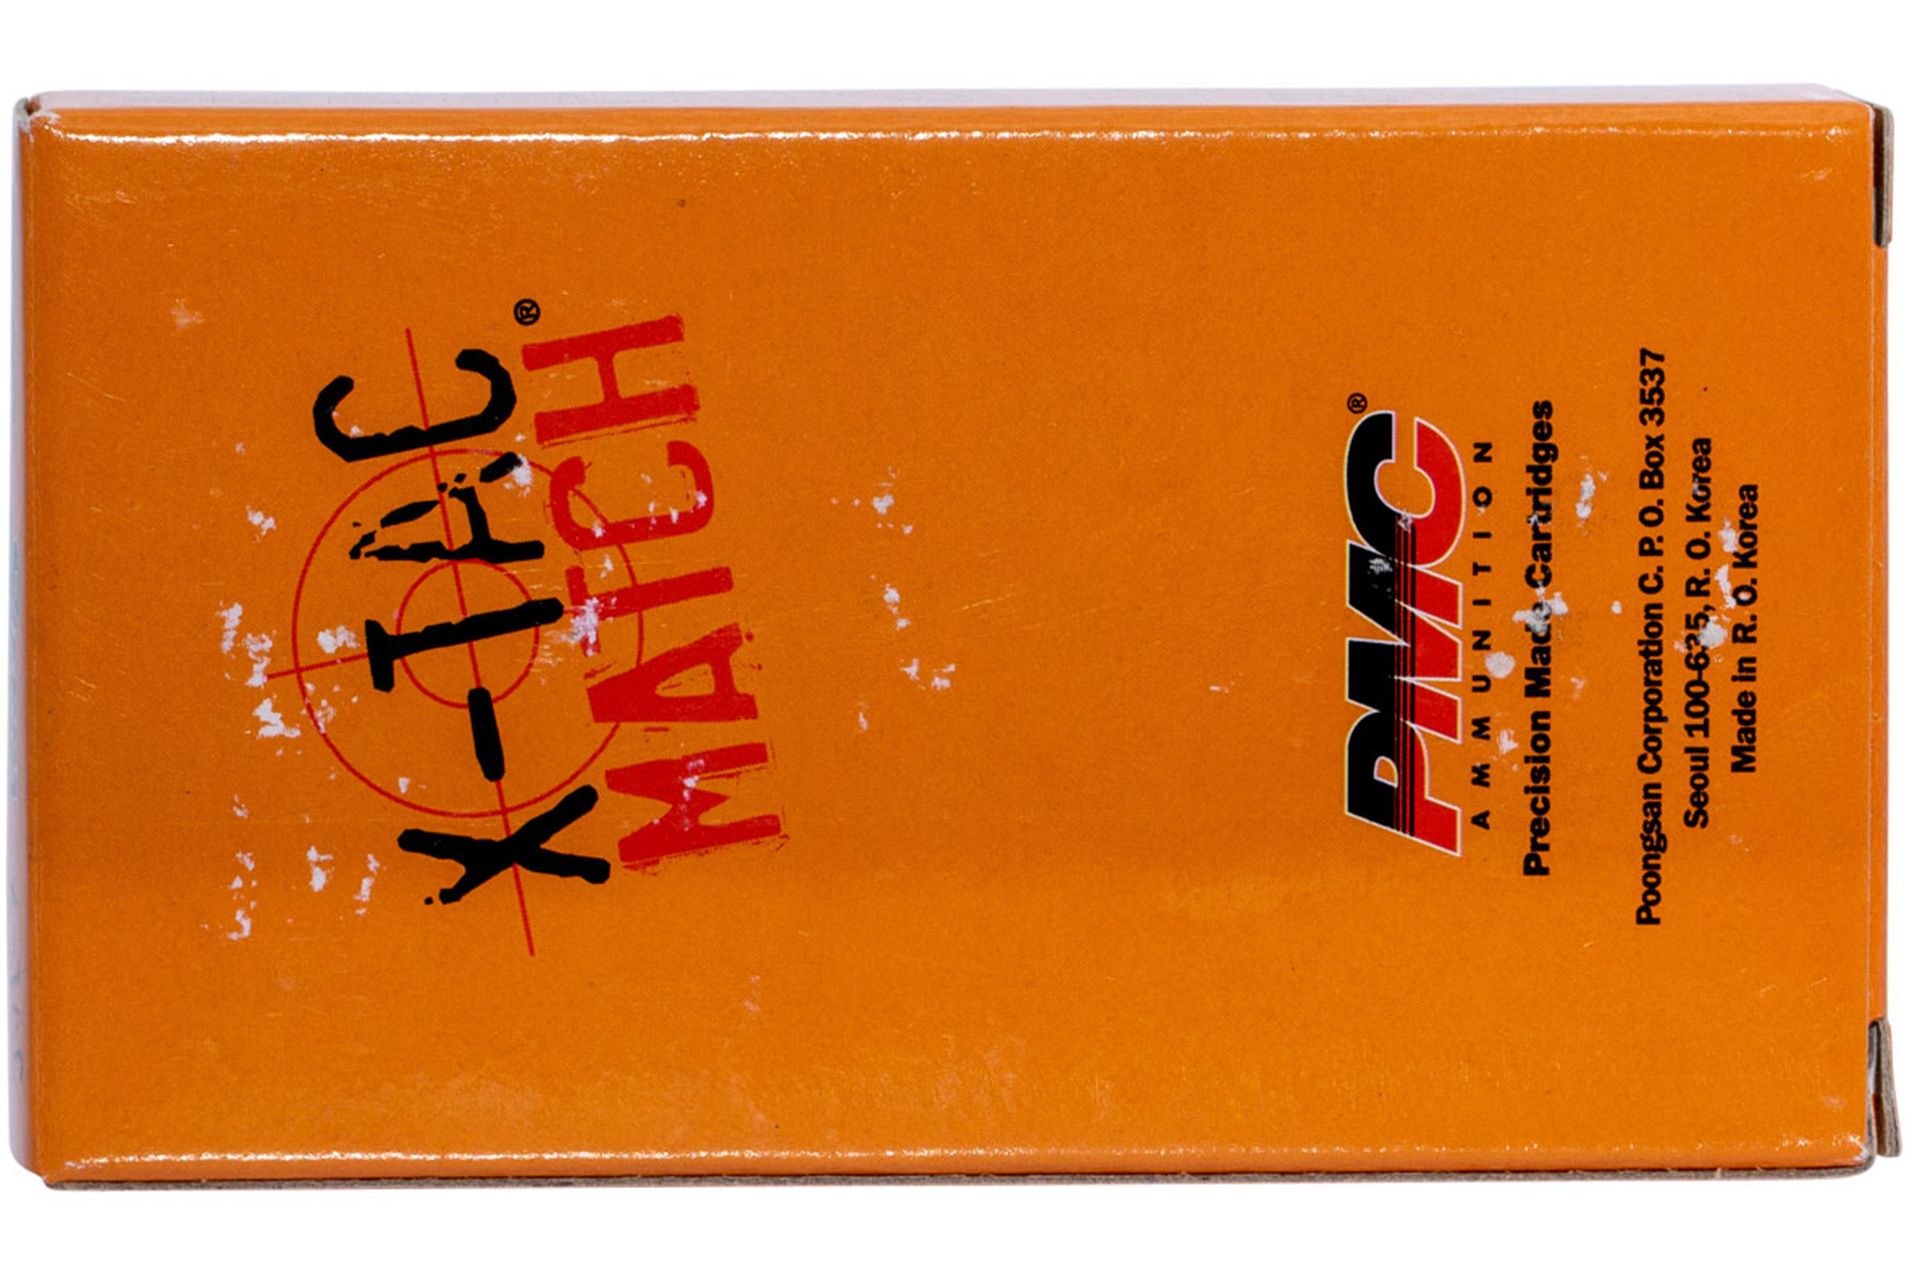 X-TAC®
MATCH
PMC®
AMMUNITION
Precision Made Cartridges
Poongsan Corporation C. P. O. Box 3537
Seoul 100-635, R. O. Korea
Made in R. O. Korea